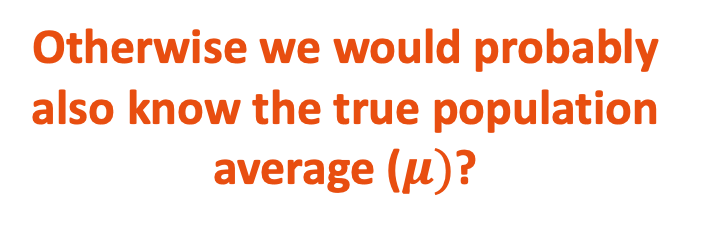 Otherwise we would probably
also know the true population
average (μ)?